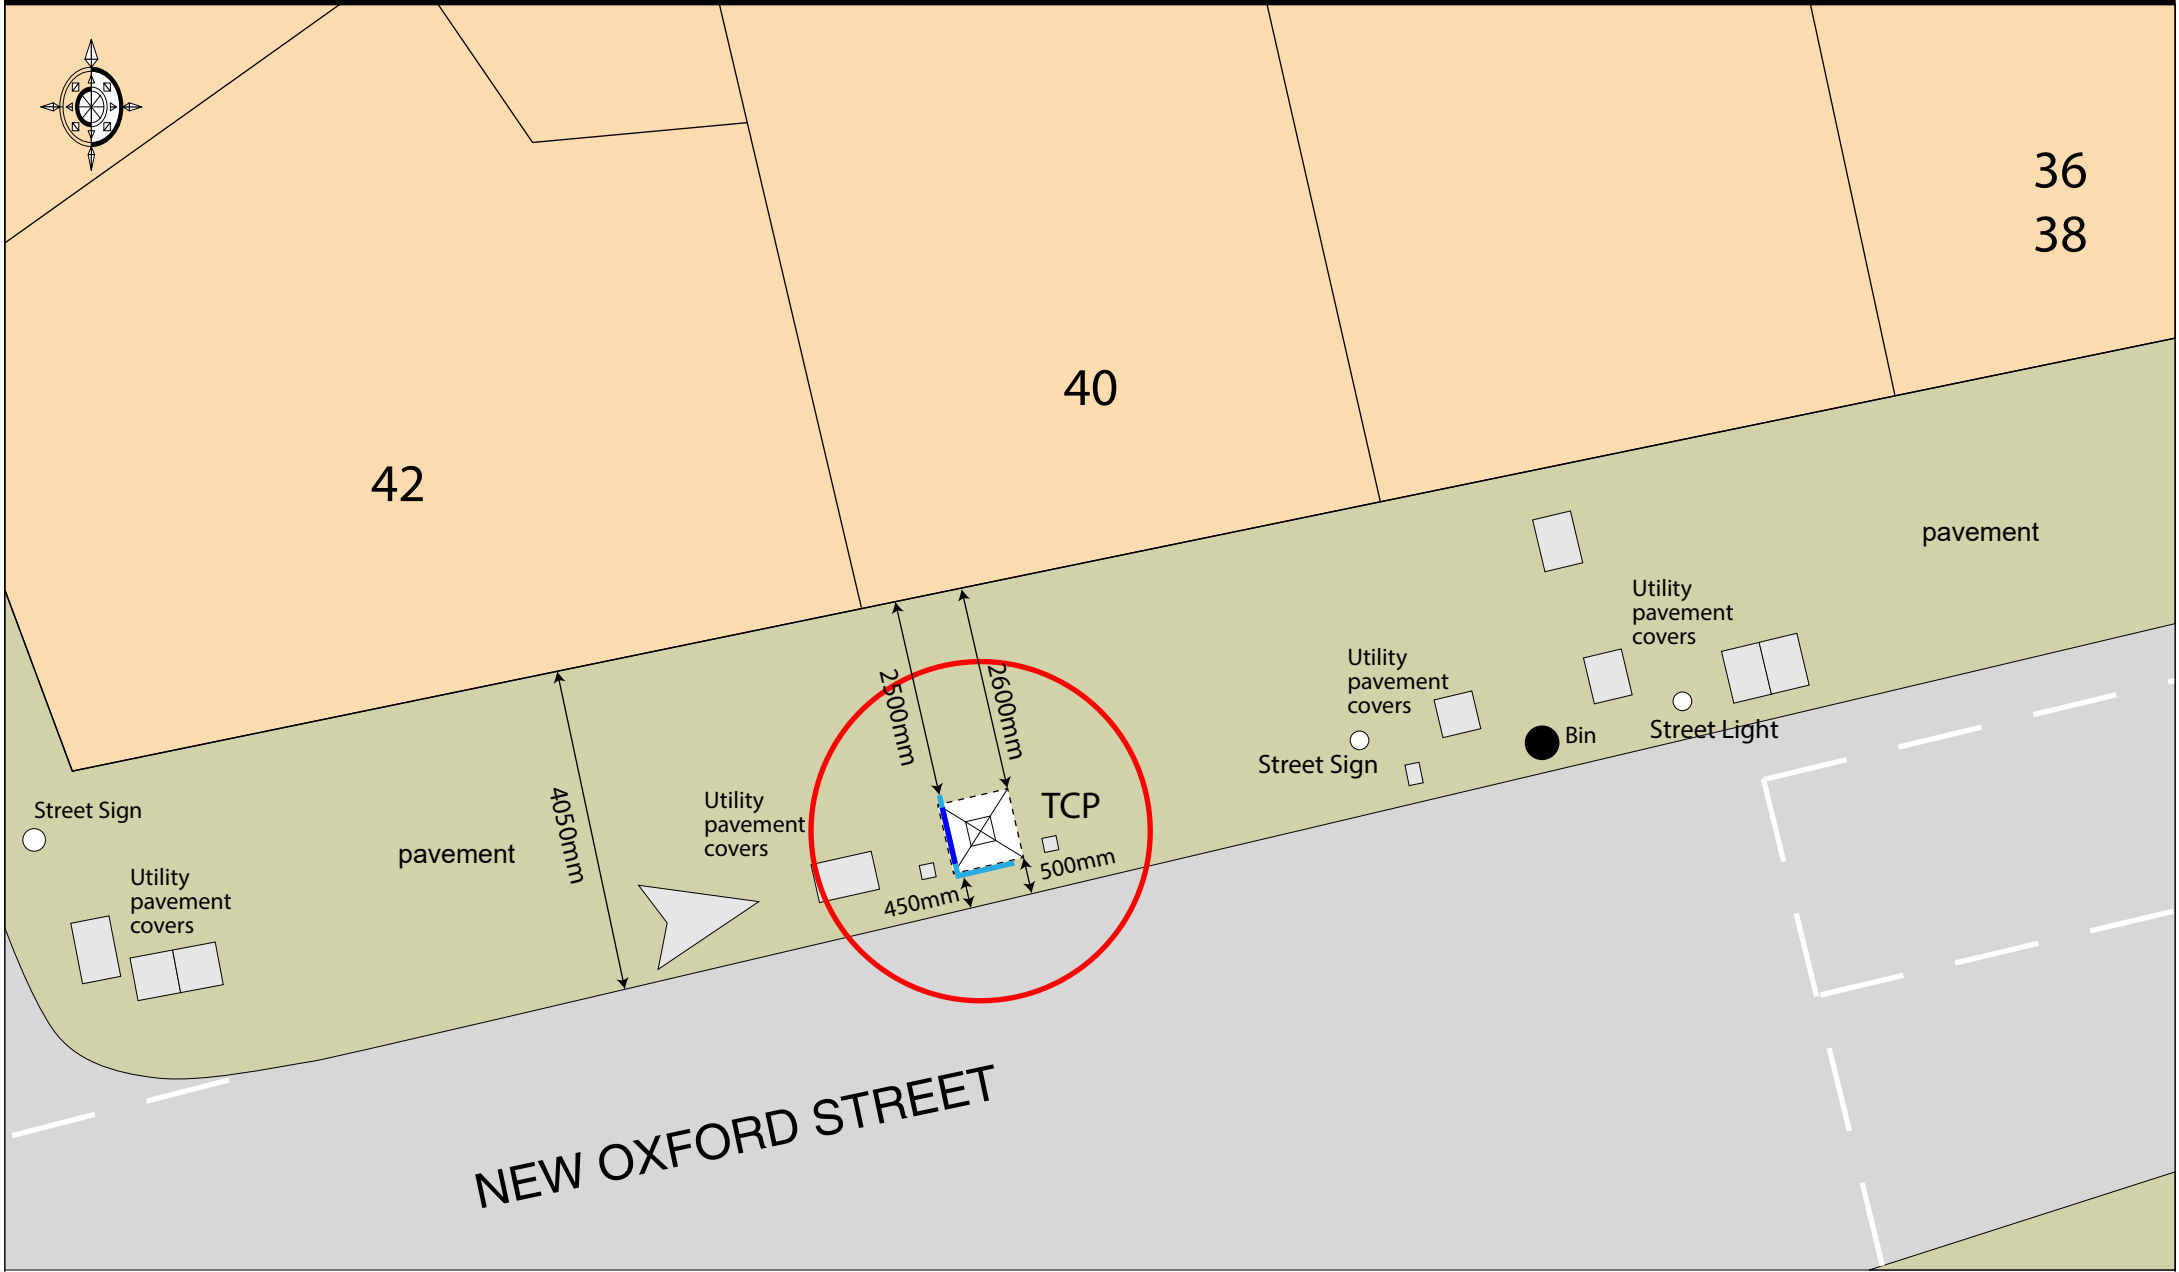 36
38
40
42
pavement
Utility
pavement
covers
Utility
pavement
covers
2500mm
2600mm
Street Light
Bin
Street Sign
TCP
4050mm
Utility
pavement
covers
Street Sign
pavement
500mm
450mm
Utility
pavement
covers
NEW OXFORD STREET